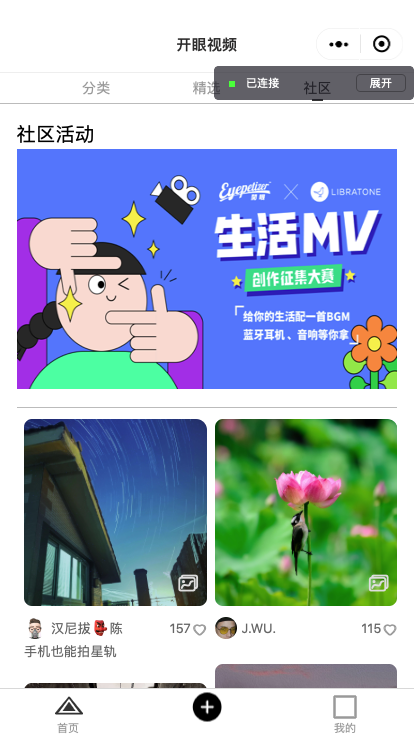 开眼视频
分类
精选
社区
已连接
展开
社区活动
Eyepetizer
开眼
LIBRATONE
生活MV
创作征集大赛
「给你的生活配一首BGM
蓝牙耳机、音响等你拿」
汉尼拔👺陈
157
J.WU.
115
手机也能拍星轨
首页
我的